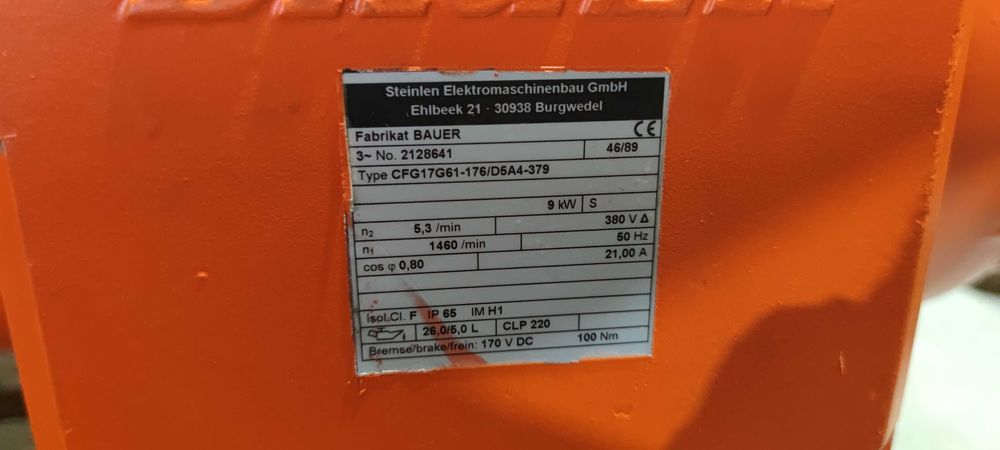 Steinlen Elektromaschinenbau GmbH
Ehlbeek 21 · 30938 Burgwedel
Fabrikat BAUER CE
3~ No. 2128641 46/89
Type CFG17G61-176/D5A4-379
9 kW S
n₂ 5,3 /min 380 V Δ
n₁ 1460 /min 50 Hz
cos φ 0,80 21,00 A
Isol.Cl. F IP 65 IM H1
26,0/5,0 L CLP 220
Bremse/brake/frein: 170 V DC 100 Nm